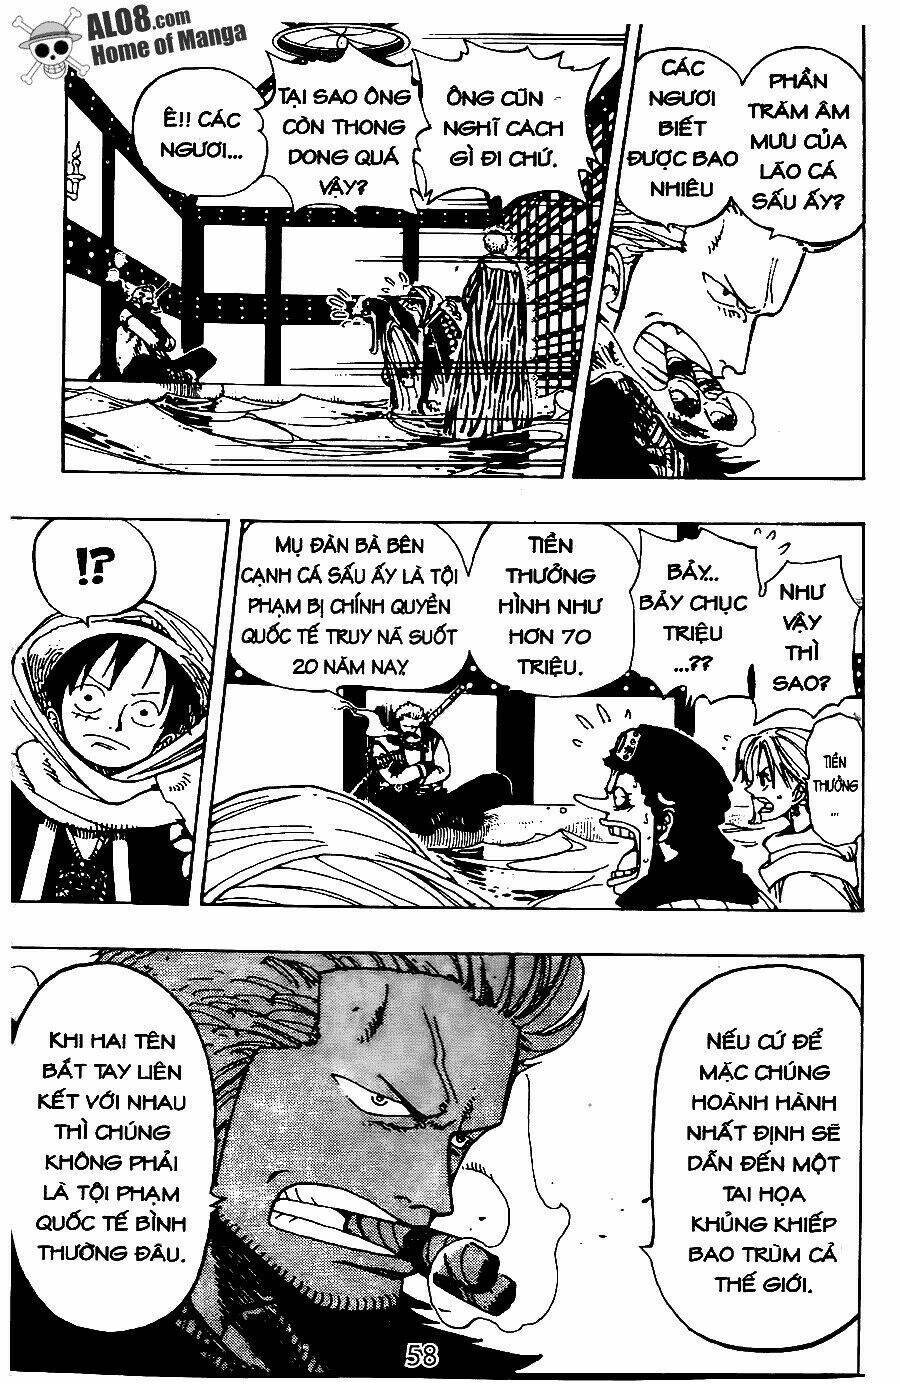 AL08.com
Home of Manga
PHẦN
TRĂM ÂM
MƯU CỦA
LÃO CÁ
SẤU ẤY?
CÁC
NGƯƠI
BIẾT
ĐƯỢC BAO
NHIÊU
ÔNG CŨN
NGHĨ CÁCH
GÌ ĐI CHỨ.
TẠI SAO ÔNG
CÒN THONG
DONG QUÁ
VẬY?
Ê!! CÁC
NGƯƠI...
NHƯ
VẬY
THÌ
SAO?
TIỀN
THƯỞNG
...
BẢY...
BẢY CHỤC
TRIỆU
...??
TIỀN
THƯỞNG
HÌNH NHƯ
HƠN 70
TRIỆU.
MỤ ĐÀN BÀ BÊN
CẠNH CÁ SẤU ẤY LÀ TỘI
PHẠM BỊ CHÍNH QUYỀN
QUỐC TẾ TRUY NÃ SUỐT
20 NĂM NAY.
!?
NẾU CỨ ĐỂ
MẶC CHÚNG
HOÀNH HÀNH
NHẤT ĐỊNH SẼ
DẪN ĐẾN MỘT
TAI HỌA
KHỦNG KHIẾP
BAO TRÙM CẢ
THẾ GIỚI.
KHI HAI TÊN
BẮT TAY LIÊN
KẾT VỚI NHAU
THÌ CHÚNG
KHÔNG PHẢI
LÀ TỘI PHẠM
QUỐC TẾ BÌNH
THƯỜNG ĐÂU.
58